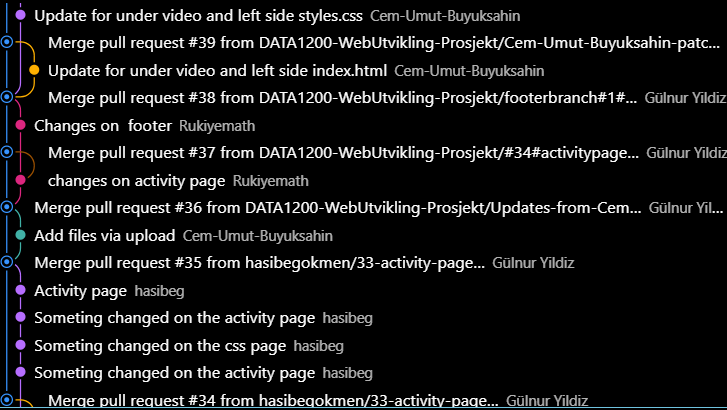 Update for under video and left side styles.css Cem-Umut-Buyuksahin
Merge pull request #39 from DATA1200-WebUtvikling-Prosjekt/Cem-Umut-Buyuksahin-patc...
Update for under video and left side index.html Cem-Umut-Buyuksahin
Merge pull request #38 from DATA1200-WebUtvikling-Prosjekt/footerbranch#1#... Gülnur Yildiz
Changes on  footer Rukiyemath
Merge pull request #37 from DATA1200-WebUtvikling-Prosjekt/#34#activitypage... Gülnur Yildiz
changes on activity page Rukiyemath
Merge pull request #36 from DATA1200-WebUtvikling-Prosjekt/Updates-from-Cem... Gülnur Yil...
Add files via upload Cem-Umut-Buyuksahin
Merge pull request #35 from hasibegokmen/33-activity-page... Gülnur Yildiz
Activity page hasibeg
Someting changed on the activity page hasibeg
Someting changed on the css page hasibeg
Someting changed on the activity page hasibeg
Merge pull request #34 from hasibegokmen/33-activity-page... Gülnur Yildiz